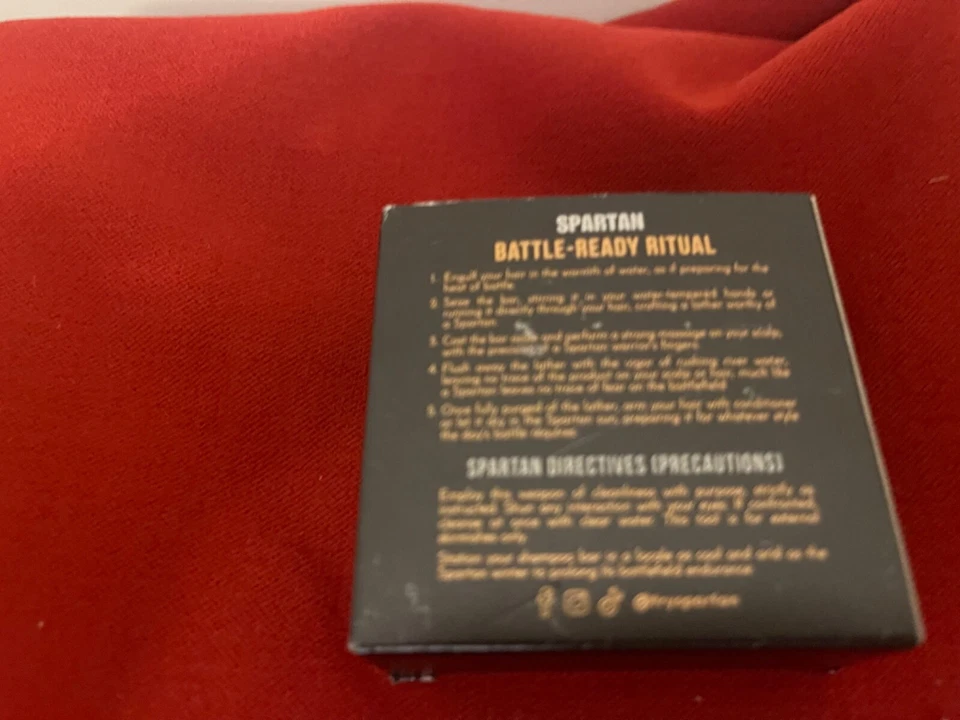 SPARTAN
BATTLE-READY RITUAL
1. Engulf your hair in the warmth of water, as if preparing for the
heat of battle.
2. Seize the bar, stirring it in your water-tempered hands or
running it directly through your hair, crafting a lather worthy of
a Spartan.
3. Cast the bar aside and perform a strong massage on your scalp,
with the of a Spartan warrior's fingers.
4. Flush away the lather with the vigor of rushing river water,
leaving no trace of the product on your scalp or hair, much like
a Spartan leaves no trace of fear on the battlefield.
5. Once fully purged of the lather, arm your hair with conditioner
or let it dry in the Spartan sun, preparing it for whatever style
the day's battle requires.
SPARTAN DIRECTIVES (PRECAUTIONS)
Employ this weapon of cleanliness with purpose, strictly as
instructed. Shun any interaction with your eyes. If confronted,
cleanse at once with clear water. This tool is for external
skirmishes only.
Station your shampoo bar in a locale as cool and arid as the
Spartan winter to prolong its battlefield endurance.
@tryspartan